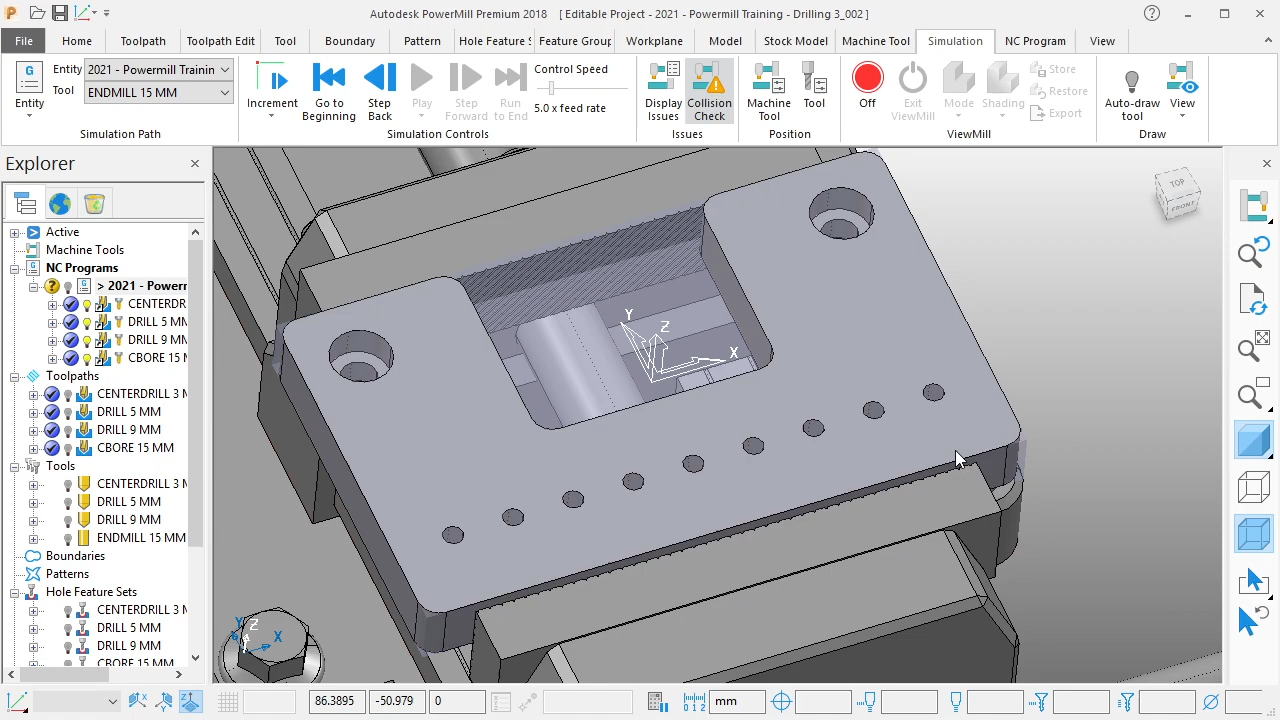 Autodesk PowerMill Premium 2018 [ Editable Project - 2021 - Powermill Training - Drilling 3_002 ]
File Home Toolpath Toolpath Edit Tool Boundary Pattern Hole Feature S Feature Group Workplane Model Stock Model Machine Tool Simulation NC Program View
Entity
Entity 2021 - Powermill Trainin
Tool ENDMILL 15 MM
Simulation Path
Increment
Go to Beginning
Step Back
Play
Step Forward
Run to End
Control Speed
5.0 x feed rate
Simulation Controls
Display Issues
Collision Check
Issues
Machine Tool
Tool
Position
Off
Exit ViewMill
Mode
Shading
Store
Restore
Export
ViewMill
Auto-draw tool
View
Draw
Explorer
Active
Machine Tools
NC Programs
> 2021 - Powerr
CENTERDR
DRILL 5 MM
DRILL 9 MM
CBORE 15 M
Toolpaths
CENTERDRILL 3 M
DRILL 5 MM
DRILL 9 MM
CBORE 15 MM
Tools
CENTERDRILL 3 M
DRILL 5 MM
DRILL 9 MM
ENDMILL 15 MM
Boundaries
Patterns
Hole Feature Sets
CENTERDRILL 3 M
DRILL 5 MM
DRILL 9 MM
CBORE 15 MM
TOP
FRONT
Y
Z
X
Y
Z
X
86.3895 -50.979 0 mm